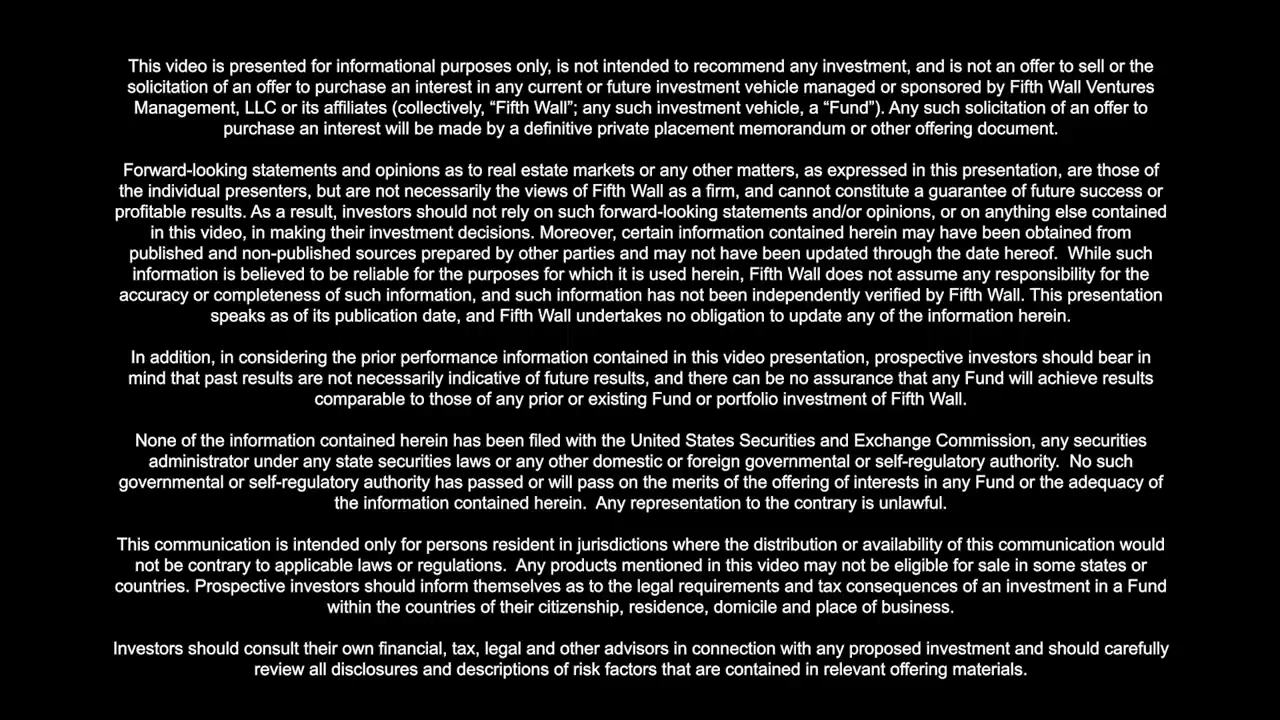 This video is presented for informational purposes only, is not intended to recommend any investment, and is not an offer to sell or the
solicitation of an offer to purchase an interest in any current or future investment vehicle managed or sponsored by Fifth Wall Ventures
Management, LLC or its affiliates (collectively, “Fifth Wall”; any such investment vehicle, a “Fund”). Any such solicitation of an offer to
purchase an interest will be made by a definitive private placement memorandum or other offering document.
Forward-looking statements and opinions as to real estate markets or any other matters, as expressed in this presentation, are those of
the individual presenters, but are not necessarily the views of Fifth Wall as a firm, and cannot constitute a guarantee of future success or
profitable results. As a result, investors should not rely on such forward-looking statements and/or opinions, or on anything else contained
in this video, in making their investment decisions. Moreover, certain information contained herein may have been obtained from
published and non-published sources prepared by other parties and may not have been updated through the date hereof.  While such
information is believed to be reliable for the purposes for which it is used herein, Fifth Wall does not assume any responsibility for the
accuracy or completeness of such information, and such information has not been independently verified by Fifth Wall. This presentation
speaks as of its publication date, and Fifth Wall undertakes no obligation to update any of the information herein.
In addition, in considering the prior performance information contained in this video presentation, prospective investors should bear in
mind that past results are not necessarily indicative of future results, and there can be no assurance that any Fund will achieve results
comparable to those of any prior or existing Fund or portfolio investment of Fifth Wall.
None of the information contained herein has been filed with the United States Securities and Exchange Commission, any securities
administrator under any state securities laws or any other domestic or foreign governmental or self-regulatory authority.  No such
governmental or self-regulatory authority has passed or will pass on the merits of the offering of interests in any Fund or the adequacy of
the information contained herein.  Any representation to the contrary is unlawful.
This communication is intended only for persons resident in jurisdictions where the distribution or availability of this communication would
not be contrary to applicable laws or regulations.  Any products mentioned in this video may not be eligible for sale in some states or
countries. Prospective investors should inform themselves as to the legal requirements and tax consequences of an investment in a Fund
within the countries of their citizenship, residence, domicile and place of business.
Investors should consult their own financial, tax, legal and other advisors in connection with any proposed investment and should carefully
review all disclosures and descriptions of risk factors that are contained in relevant offering materials.